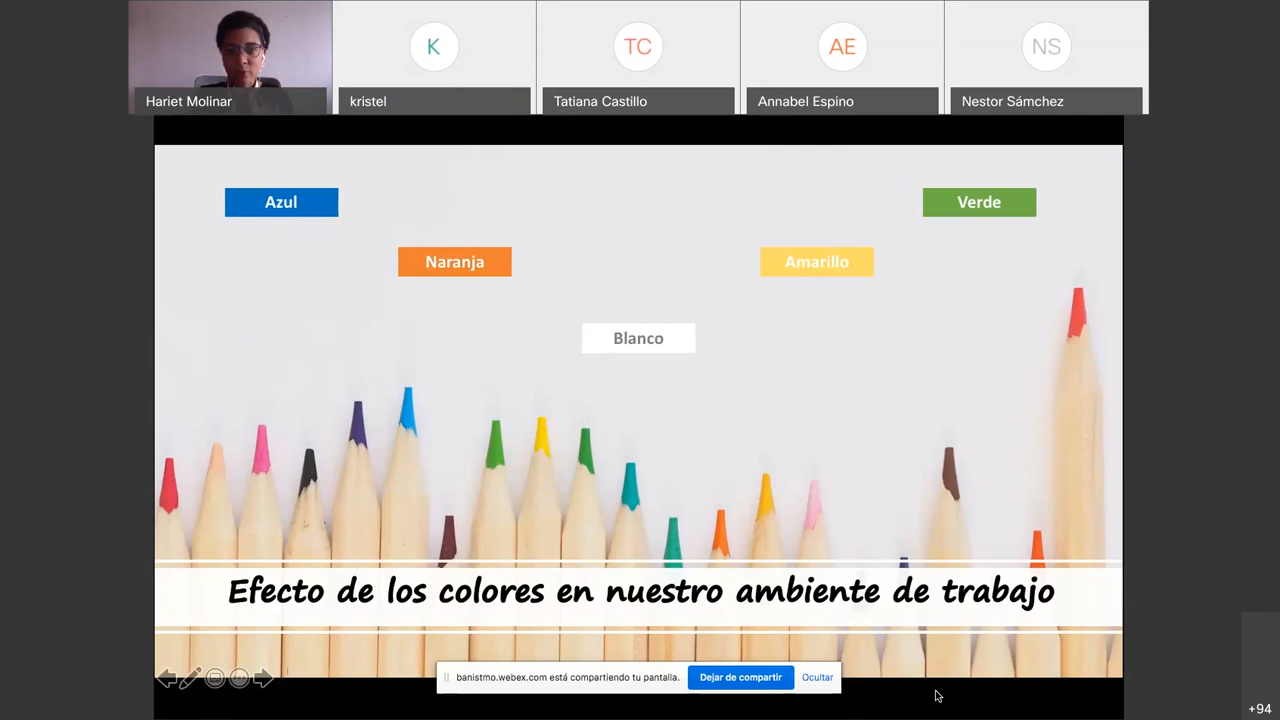 K
TC
AE
NS
Hariet Molinar
kristel
Tatiana Castillo
Annabel Espino
Nestor Sámchez
Azul
Verde
Naranja
Amarillo
Blanco
Efecto de los colores en nuestro ambiente de trabajo
banistmo.webex.com está compartiendo tu pantalla.
Dejar de compartir
Ocultar
+94